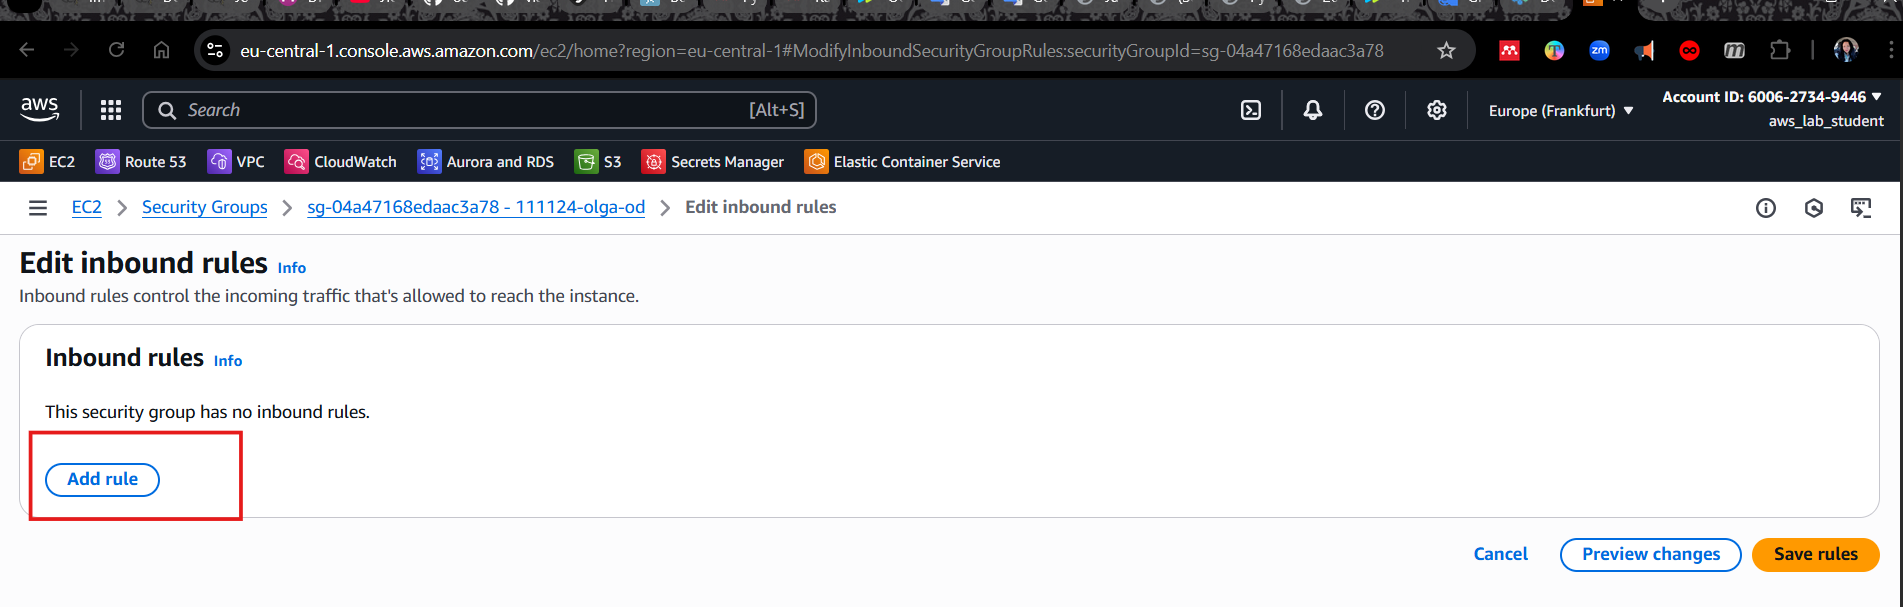 eu-central-1.console.aws.amazon.com/ec2/home?region=eu-central-1#ModifyInboundSecurityGroupRules:securityGroupId=sg-04a47168edaac3a78
zm
aws
Search
[Alt+S]
Europe (Frankfurt)
Account ID: 6006-2734-9446
aws_lab_student
EC2
Route 53
VPC
CloudWatch
Aurora and RDS
S3
Secrets Manager
Elastic Container Service
EC2
Security Groups
sg-04a47168edaac3a78 - 111124-olga-od
Edit inbound rules
Edit inbound rules Info
Inbound rules control the incoming traffic that's allowed to reach the instance.
Inbound rules Info
This security group has no inbound rules.
Add rule
Cancel
Preview changes
Save rules